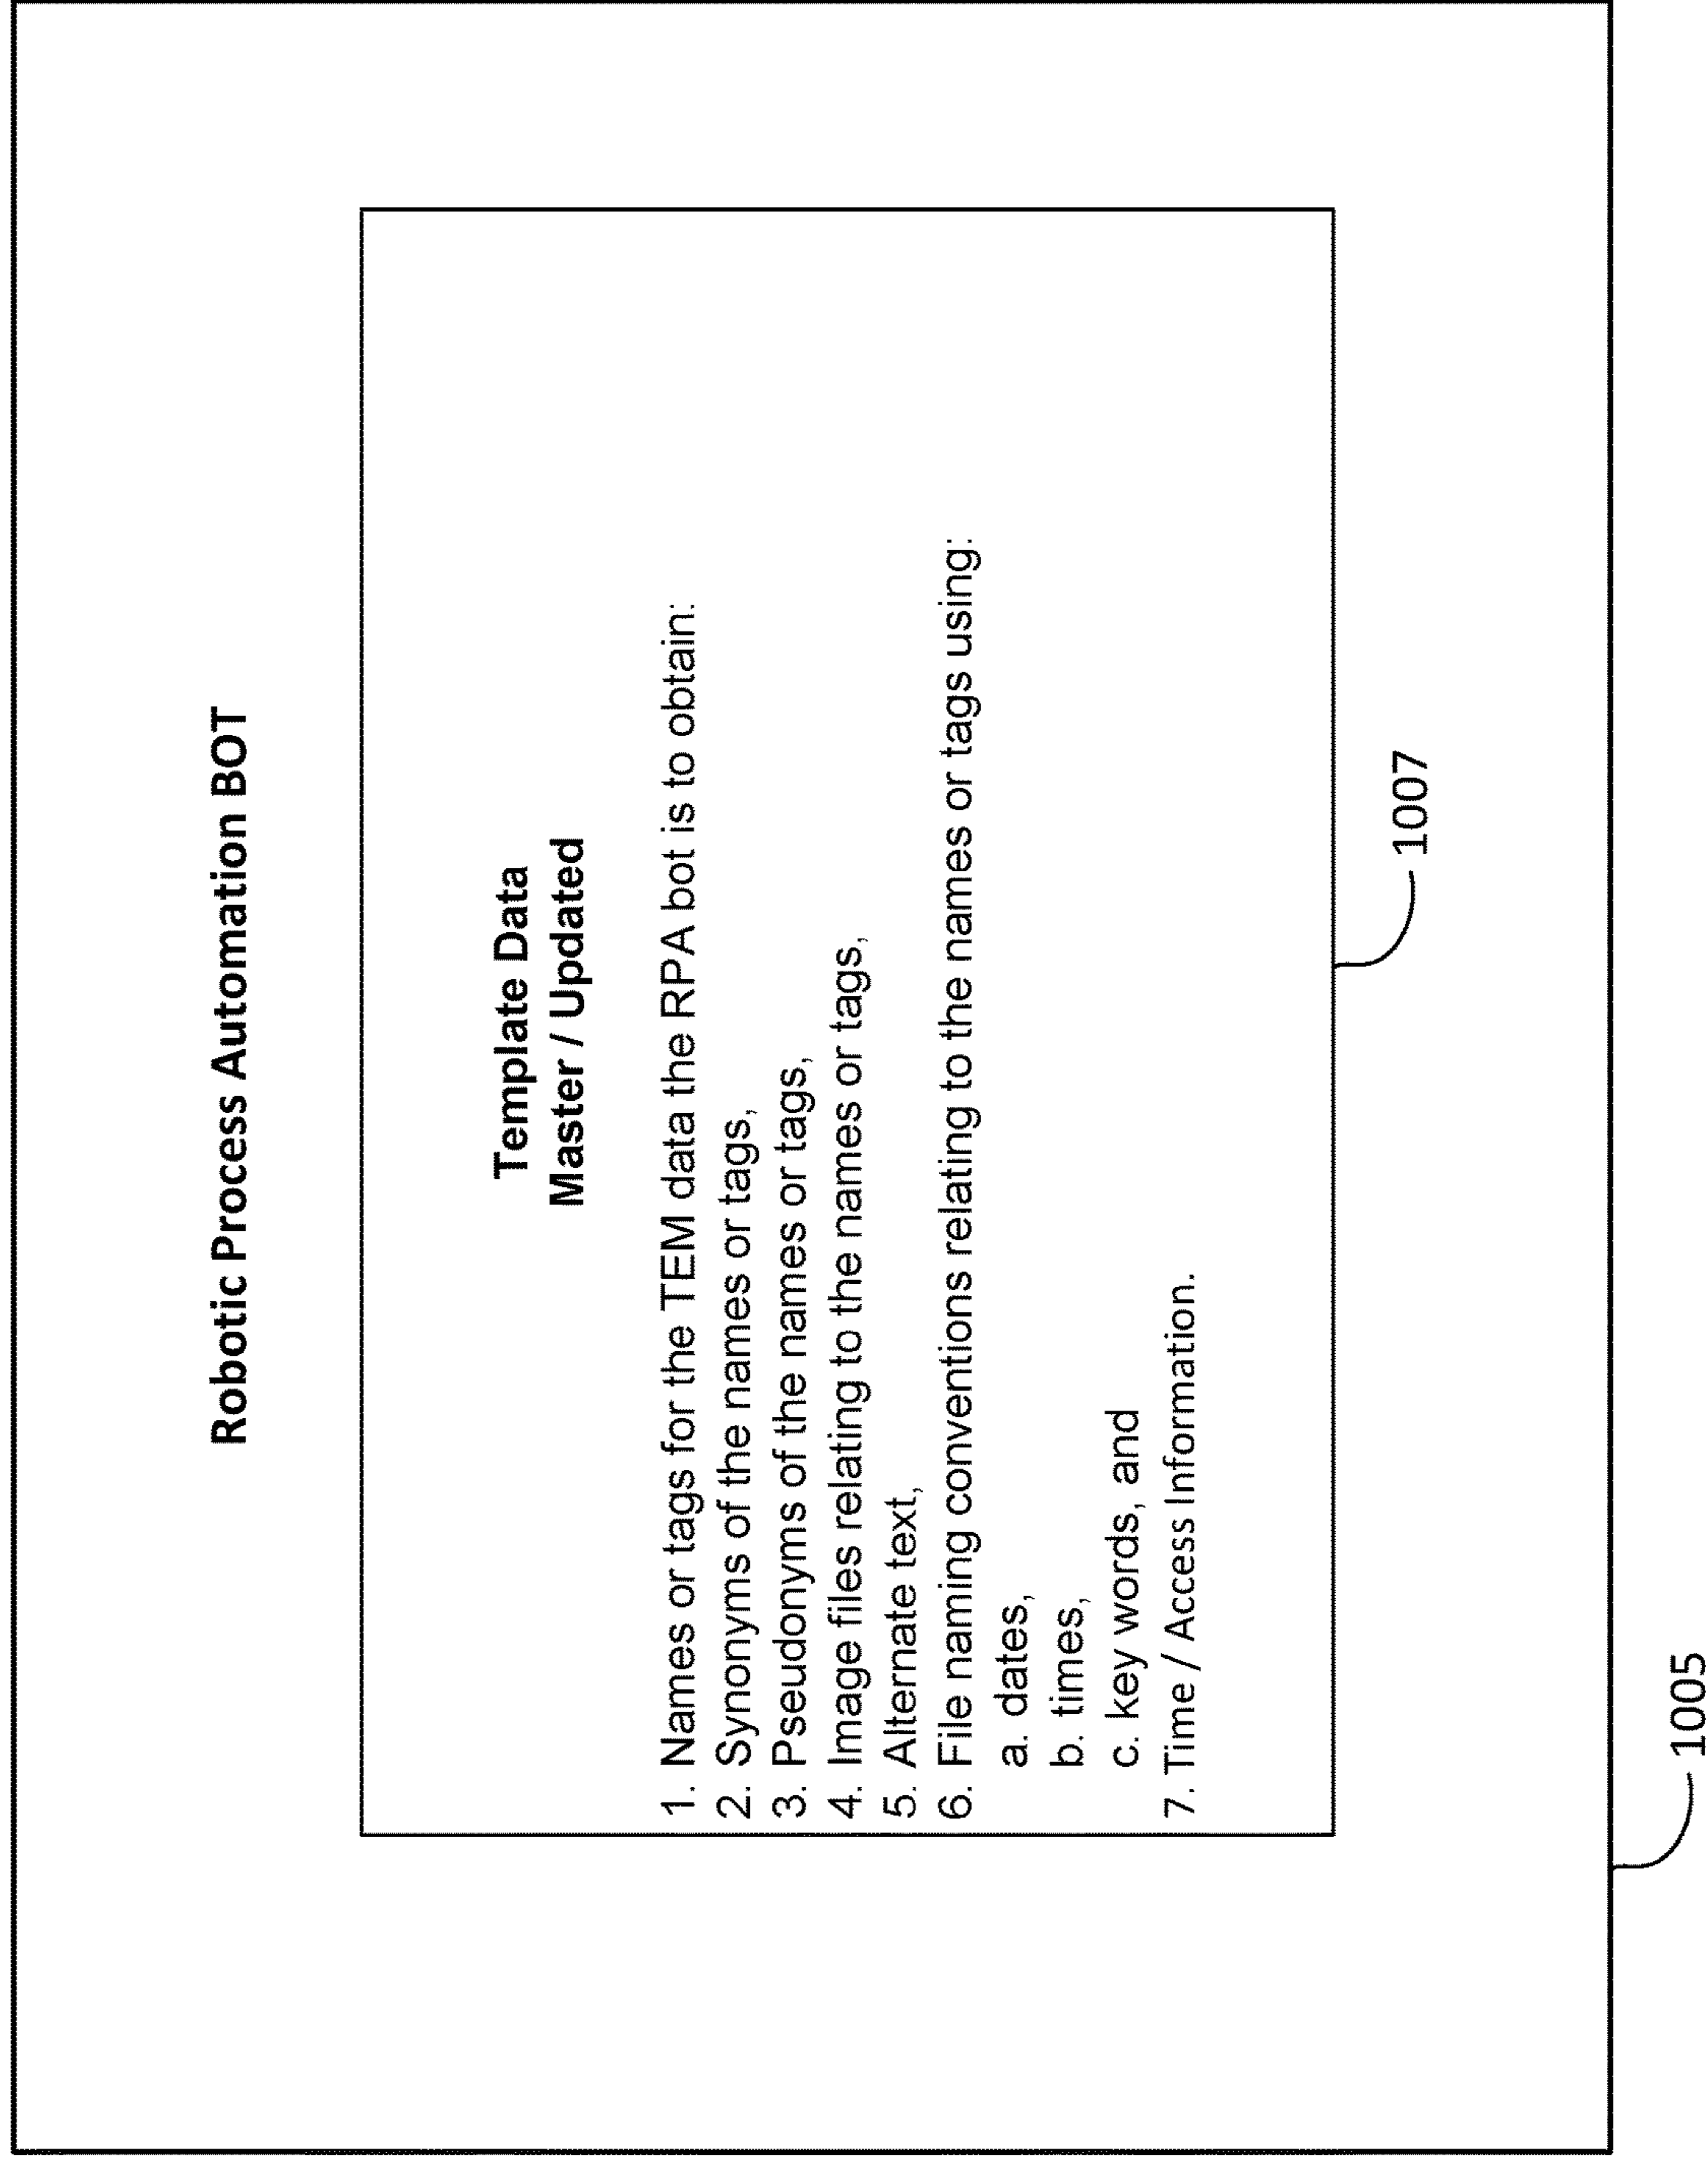 Robotic Process Automation BOT
Template Data
Master / Updated
1. Names or tags for the TEM data the RPA bot is to obtain:
2. Synonyms of the names or tags,
3. Pseudonyms of the names or tags,
4. Image files relating to the names or tags,
5. Alternate text,
6. File naming conventions relating to the names or tags using:
a. dates,
b. times,
c. key words, and
7. Time / Access Information.
1007
1005